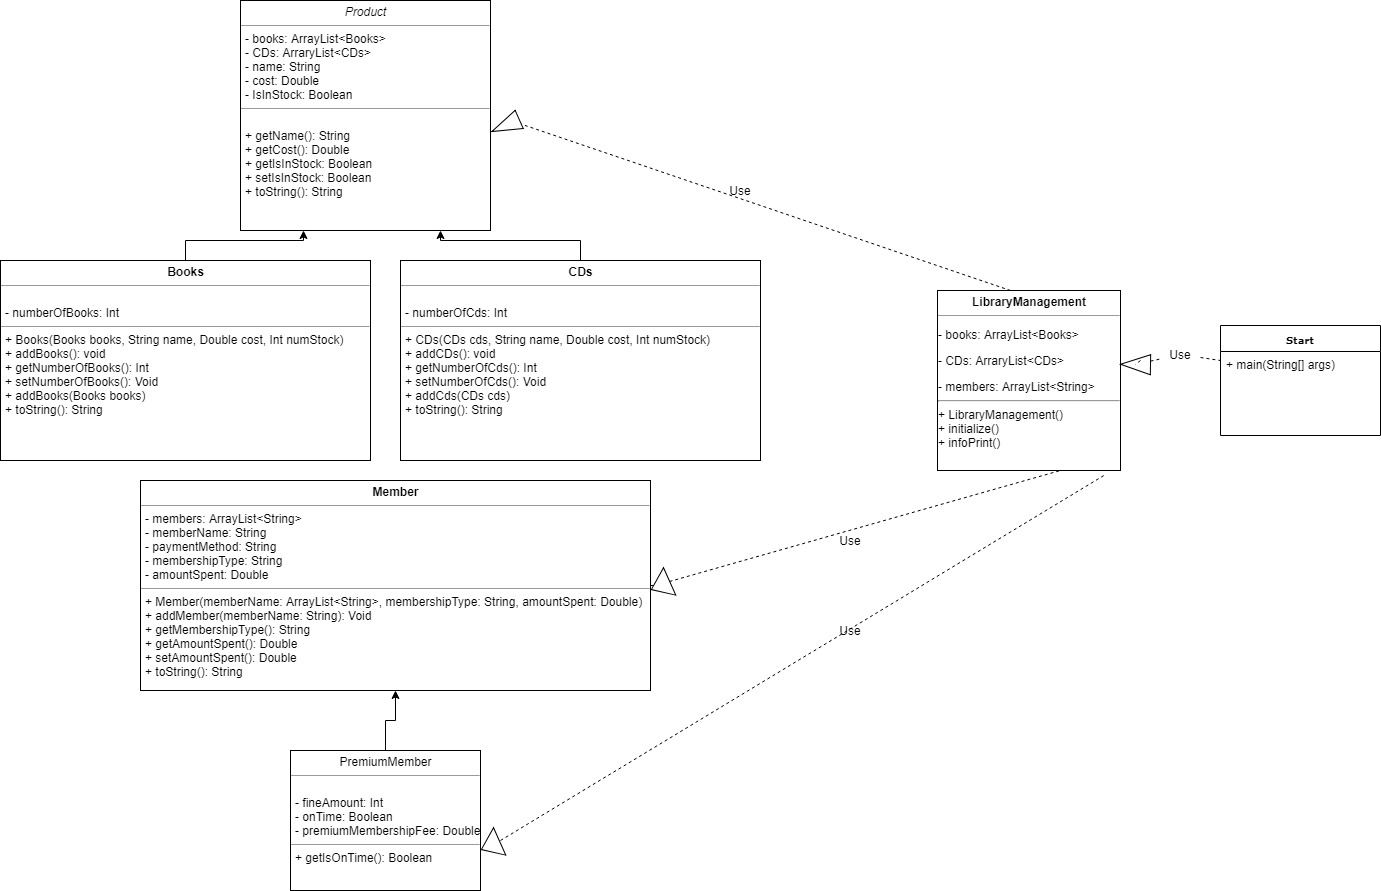 Product
- books: ArrayList<Books>
- CDs: ArraryList<CDs>
- name: String
- cost: Double
- IsInStock: Boolean
+ getName(): String
+ getCost(): Double
+ getIsInStock: Boolean
+ setIsInStock: Boolean
+ toString(): String
Use
Books
- numberOfBooks: Int
+ Books(Books books, String name, Double cost, Int numStock)
+ addBooks(): void
+ getNumberOfBooks(): Int
+ setNumberOfBooks(): Void
+ addBooks(Books books)
+ toString(): String
CDs
- numberOfCds: Int
+ CDs(CDs cds, String name, Double cost, Int numStock)
+ addCDs(): void
+ getNumberOfCds(): Int
+ setNumberOfCds(): Void
+ addCds(CDs cds)
+ toString(): String
LibraryManagement
- books: ArrayList<Books>
- CDs: ArraryList<CDs>
- members: ArrayList<String>
+ LibraryManagement()
+ initialize()
+ infoPrint()
Use
Start
+ main(String[] args)
Member
- members: ArrayList<String>
- memberName: String
- paymentMethod: String
- membershipType: String
- amountSpent: Double
+ Member(memberName: ArrayList<String>, membershipType: String, amountSpent: Double)
+ addMember(memberName: String): Void
+ getMembershipType(): String
+ getAmountSpent(): Double
+ setAmountSpent(): Double
+ toString(): String
Use
Use
PremiumMember
- fineAmount: Int
- onTime: Boolean
- premiumMembershipFee: Double
+ getIsOnTime(): Boolean